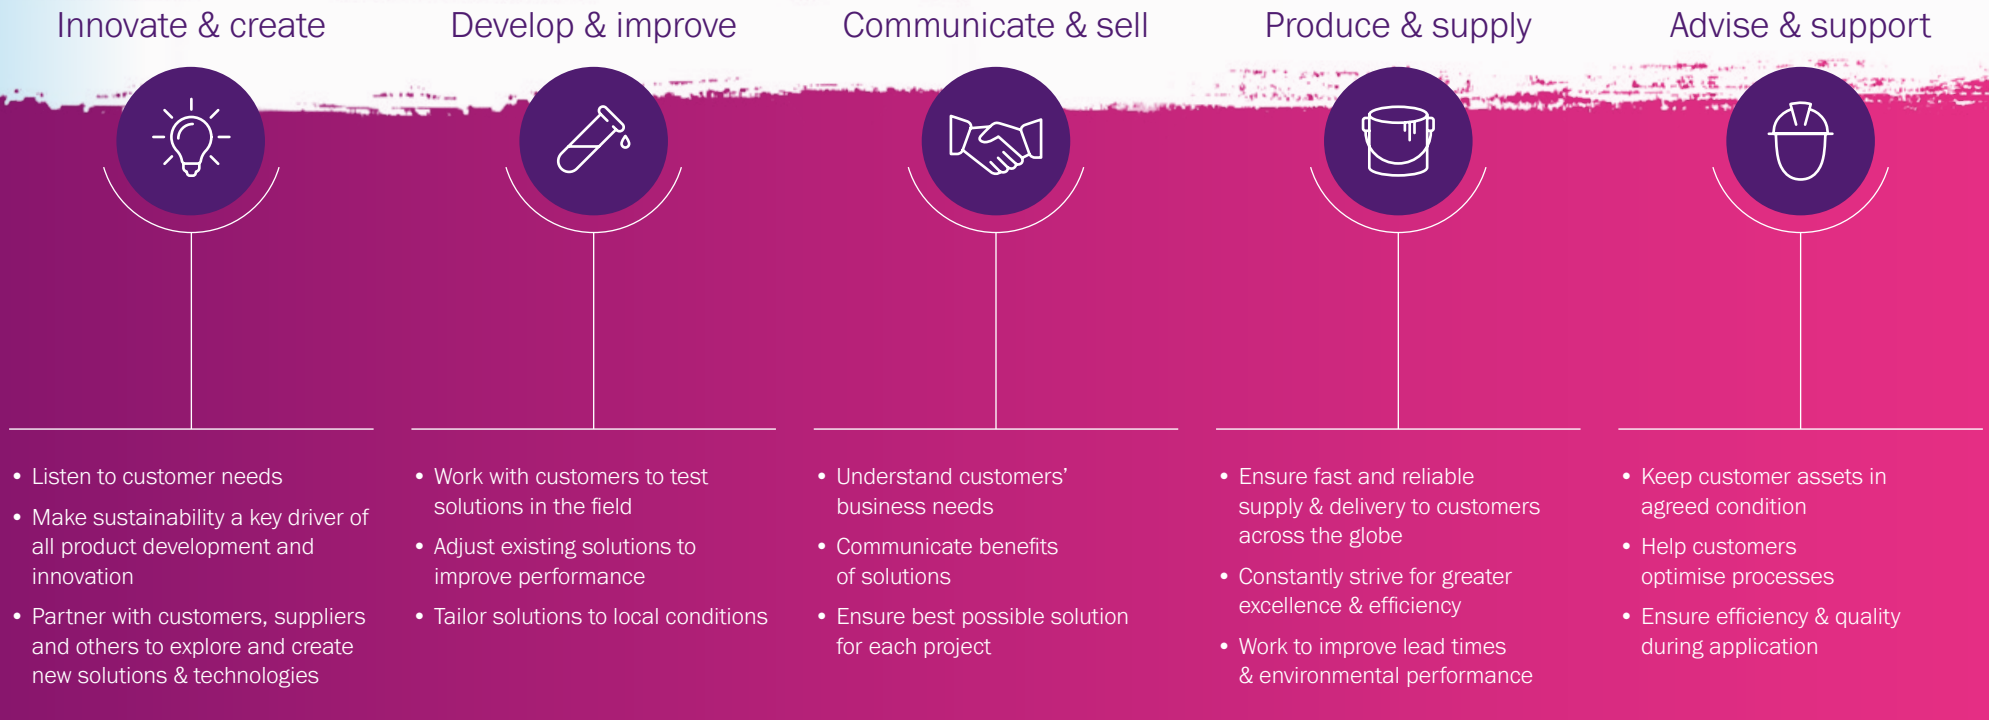 Innovate & create
• Listen to customer needs
• Make sustainability a key driver of
all product development and
innovation
• Partner with customers, suppliers
and others to explore and create
new solutions & technologies
Develop & improve
• Work with customers to test
solutions in the field
• Adjust existing solutions to
improve performance
• Tailor solutions to local conditions
Communicate & sell
• Understand customers’
business needs
• Communicate benefits
of solutions
• Ensure best possible solution
for each project
Produce & supply
• Ensure fast and reliable
supply & delivery to customers
across the globe
• Constantly strive for greater
excellence & efficiency
• Work to improve lead times
& environmental performance
Advise & support
• Keep customer assets in
agreed condition
• Help customers
optimise processes
• Ensure efficiency & quality
during application